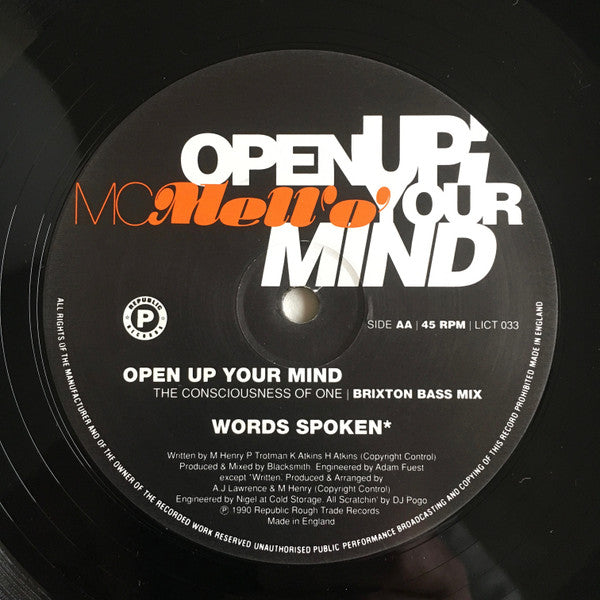 OPEN UP;
MC Mell'o' YOUR
MIND
REPUBLIC
P
RECORDS
SIDE AA | 45 RPM | LICT 033
OPEN UP YOUR MIND
THE CONSCIOUSNESS OF ONE | BRIXTON BASS MIX
WORDS SPOKEN*
Written by M Henry P Trotman K Atkins H Atkins (Copyright Control)
Produced & Mixed by Blacksmith. Engineered by Adam Fuest
except *Written, Produced & Arranged by
A.J Lawrence & M Henry (Copyright Control)
Engineered by Nigel at Cold Storage. All Scratchin' by DJ Pogo
℗ 1990 Republic Rough Trade Records
Made in England
ALL RIGHTS OF THE MANUFACTURER AND OF THE OWNER OF THE RECORDED WORK RESERVED UNAUTHORISED PUBLIC PERFORMANCE BROADCASTING AND COPYING OF THIS RECORD PROHIBITED MADE IN ENGLAND